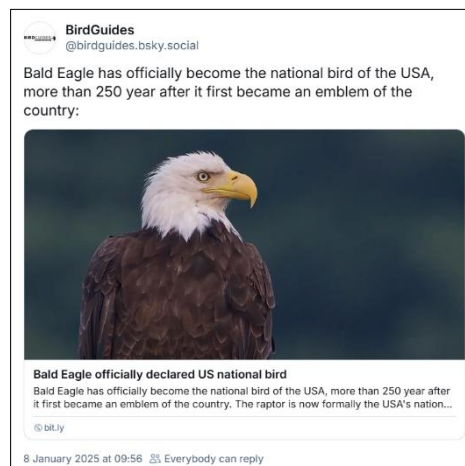 BirdGuides
@birdguides.bsky.social
Bald Eagle has officially become the national bird of the USA,
more than 250 year after it first became an emblem of the
country:
Bald Eagle officially declared US national bird
Bald Eagle has officially become the national bird of the USA, more than 250 year after
it first became an emblem of the country. The raptor is now formally the USA's nation...
bit.ly
8 January 2025 at 09:56 Everybody can reply